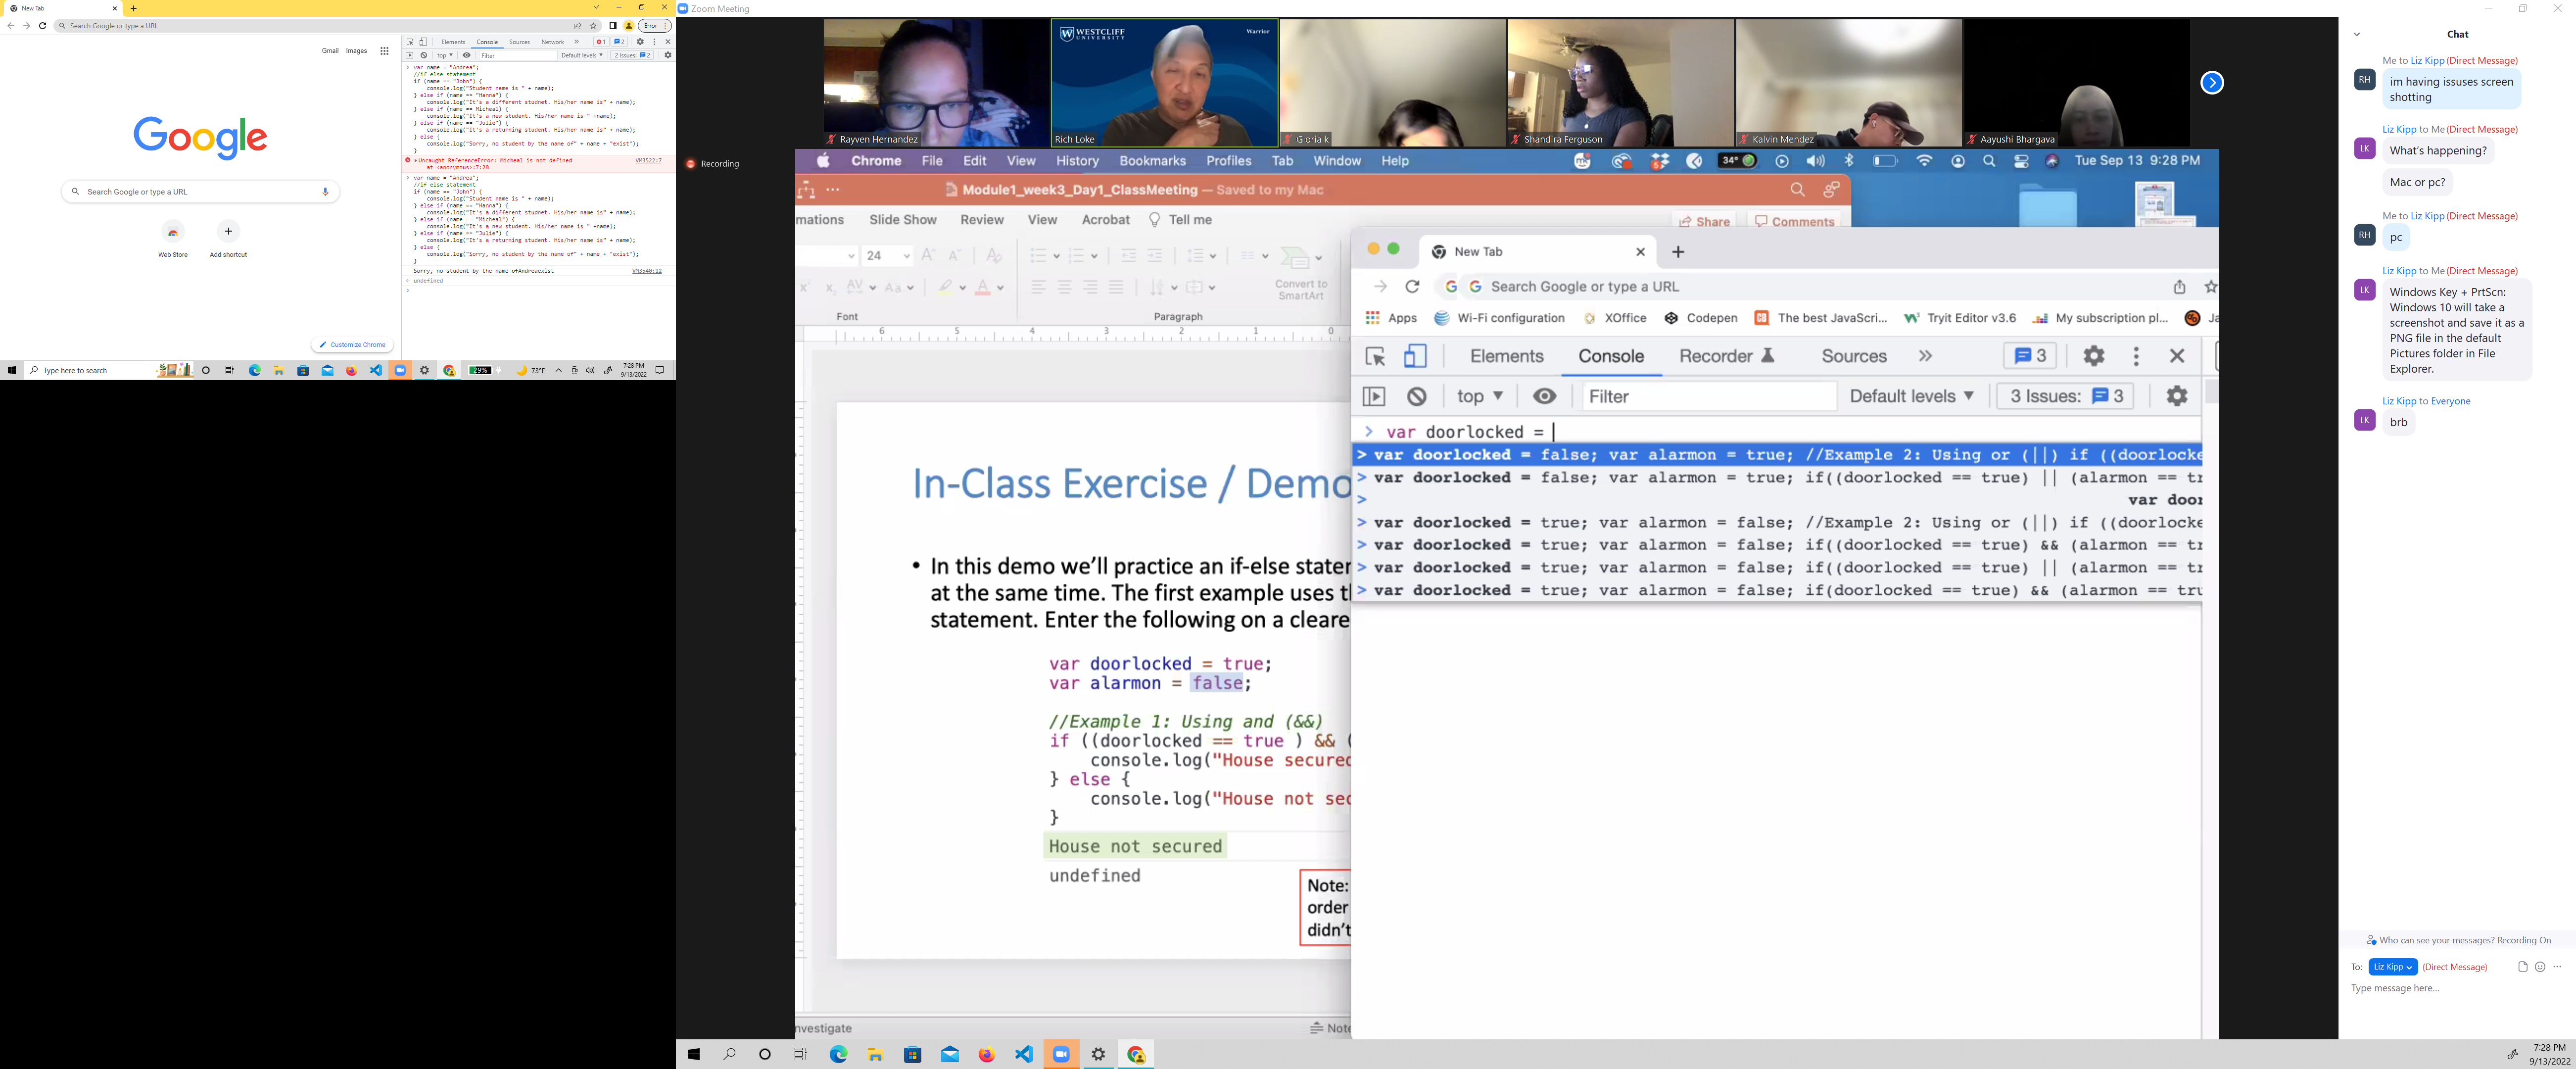 New Tab
Search Google or type a URL
Error
Gmail Images
Google
Search Google or type a URL
Web Store
Add shortcut
Customize Chrome
Elements Console Sources Network » 1 2
top Filter Default levels 2 Issues: 2
> var name = "Andrea";
//if else statement
if (name == "John") {
console.log("Student name is " + name);
} else if (name == "Hanna") {
console.log("It's a different studnet. His/her name is" + name);
} else if (name == Micheal) {
console.log("It's a new student. His/her name is " +name);
} else if (name == "Julie") {
console.log("It's a returning student. His/her name is" + name);
} else {
console.log("Sorry, no student by the name of" + name + "exist");
}
Uncaught ReferenceError: Micheal is not defined VM3522:7
at <anonymous>:7:20
> var name = "Andrea";
//if else statement
if (name == "John") {
console.log("Student name is " + name);
} else if (name == "Hanna") {
console.log("It's a different studnet. His/her name is" + name);
} else if (name == "Micheal") {
console.log("It's a new student. His/her name is " +name);
} else if (name == "Julie") {
console.log("It's a returning student. His/her name is" + name);
} else {
console.log("Sorry, no student by the name of" + name + "exist");
}
Sorry, no student by the name ofAndreaexist VM3540:12
undefined
Type here to search
29%
73°F
7:28 PM
9/13/2022
Zoom Meeting
Recording
Rayven Hernandez
WESTCLIFF
UNIVERSITY
Warrior
Rich Loke
Gloria k
Shandira Ferguson
Kalvin Mendez
Aayushi Bhargava
Chrome File Edit View History Bookmarks Profiles Tab Window Help
34°
Tue Sep 13 9:28 PM
Module1_week3_Day1_ClassMeeting — Saved to my Mac
mations Slide Show Review View Acrobat Tell me
Share Comments
24
Convert to
SmartArt
Font
Paragraph
6 5 4 3 2 1 0
In-Class Exercise / Demo
• In this demo we'll practice an if-else stater
at the same time. The first example uses t
statement. Enter the following on a cleare
var doorlocked = true;
var alarmon = false;
//Example 1: Using and (&&)
if ((doorlocked == true ) && (
console.log("House secured
} else {
console.log("House not sec
}
House not secured
undefined
Note:
order
didn't
nvestigate
Note
New Tab
Search Google or type a URL
Apps Wi-Fi configuration XOffice Codepen The best JavaScri... Tryit Editor v3.6 My subscription pl... Ja
Elements Console Recorder Sources » 3
top Filter Default levels 3 Issues: 3
> var doorlocked =
> var doorlocked = false; var alarmon = true; //Example 2: Using or (||) if ((doorlocke
> var doorlocked = false; var alarmon = true; if((doorlocked == true) || (alarmon == tr
> var door
> var doorlocked = true; var alarmon = false; //Example 2: Using or (||) if ((doorlocke
> var doorlocked = true; var alarmon = false; if((doorlocked == true) && (alarmon == tr
> var doorlocked = true; var alarmon = false; if((doorlocked == true) || (alarmon == tr
> var doorlocked = true; var alarmon = false; if(doorlocked == true) && (alarmon == tru
Chat
Me to Liz Kipp (Direct Message)
RH
im having issuses screen
shotting
Liz Kipp to Me (Direct Message)
LK
What's happening?
Mac or pc?
Me to Liz Kipp (Direct Message)
RH
pc
Liz Kipp to Me (Direct Message)
LK
Windows Key + PrtScn:
Windows 10 will take a
screenshot and save it as a
PNG file in the default
Pictures folder in File
Explorer.
Liz Kipp to Everyone
LK
brb
Who can see your messages? Recording On
To: Liz Kipp (Direct Message)
Type message here...
7:28 PM
9/13/2022